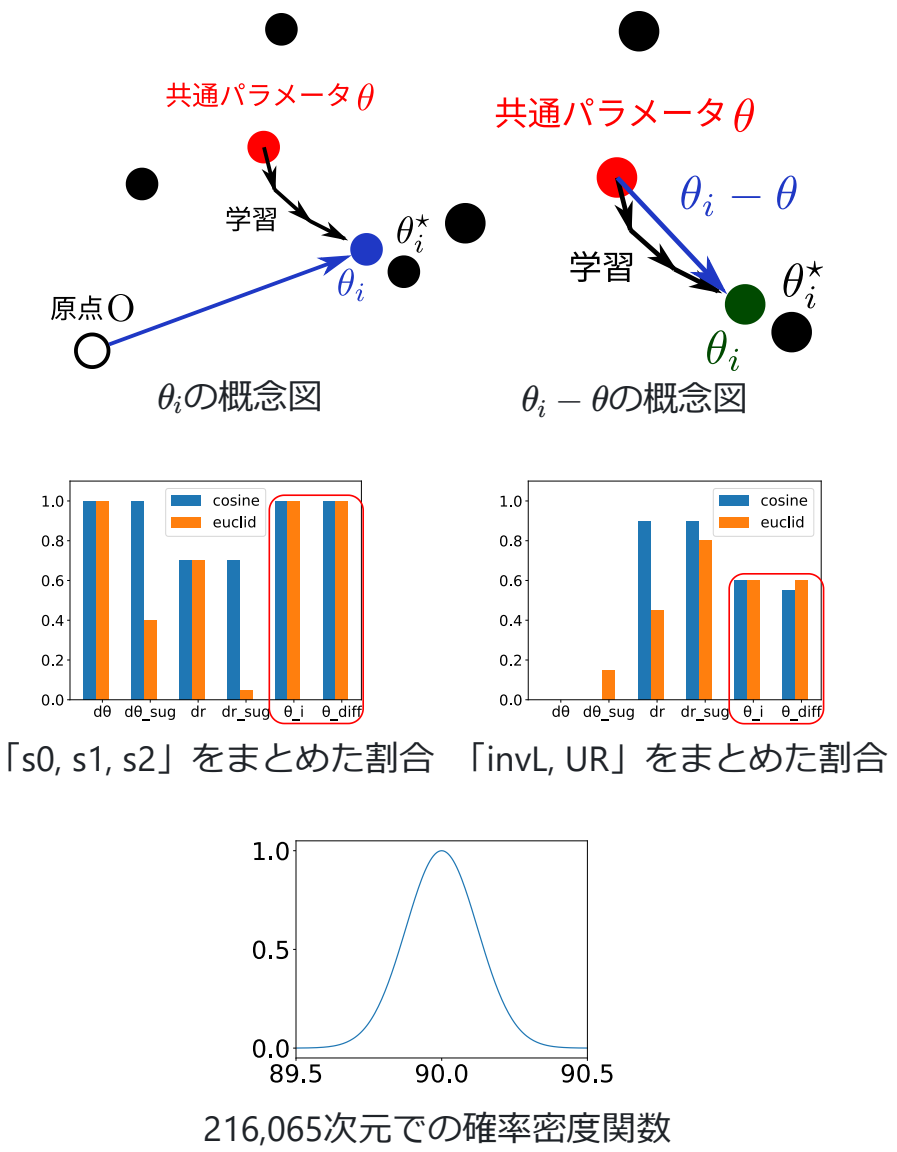 共通パラメータθ
学習
θ⋆i
θi
原点O
θiの概念図
共通パラメータθ
θi − θ
学習
θ⋆i
θi
θi − θの概念図
1.0
0.8
0.6
0.4
0.2
0.0
cosine
euclid
dθ dθ_sug dr dr_sug θ_i θ_diff
「s0, s1, s2」をまとめた割合
1.0
0.8
0.6
0.4
0.2
0.0
cosine
euclid
dθ dθ_sug dr dr_sug θ_i θ_diff
「invL, UR」をまとめた割合
1.0
0.5
0.0
89.5 90.0 90.5
216,065次元での確率密度関数